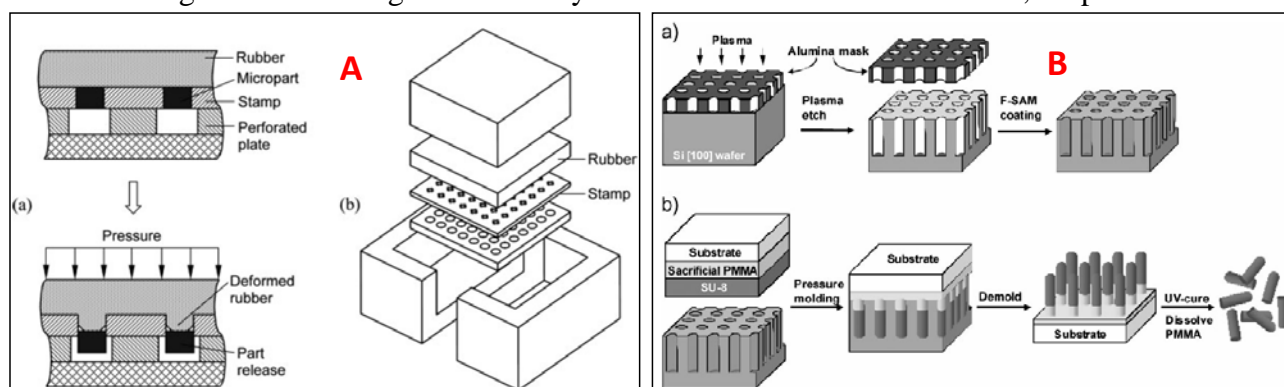 Rubber
Micropart
Stamp
Perforated
plate
A
(a)
Pressure
Deformed
rubber
Part
release
(b)
Rubber
Stamp
a)
Plasma
Alumina mask
B
Plasma
etch
F-SAM
coating
Si [100] wafer
b)
Substrate
Sacrificial PMMA
SU-8
Pressure
molding
Substrate
Demold
Substrate
UV-cure
Dissolve
PMMA